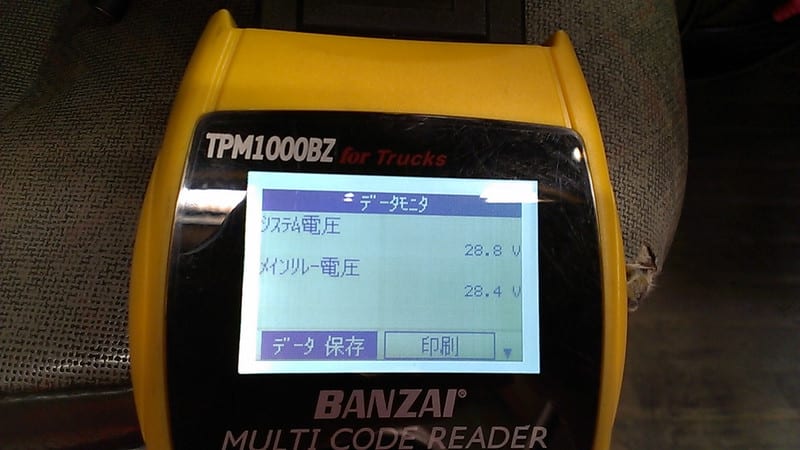 TPM1000BZ for Trucks
データモニタ
システム電圧
28.8 V
メインリレー電圧
28.4 V
データ 保存 印刷 ▼
BANZAI®
MULTI CODE READER